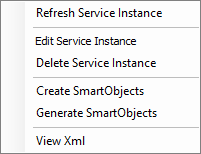 Refresh Service Instance
Edit Service Instance
Delete Service Instance
Create SmartObjects
Generate SmartObjects
View Xml